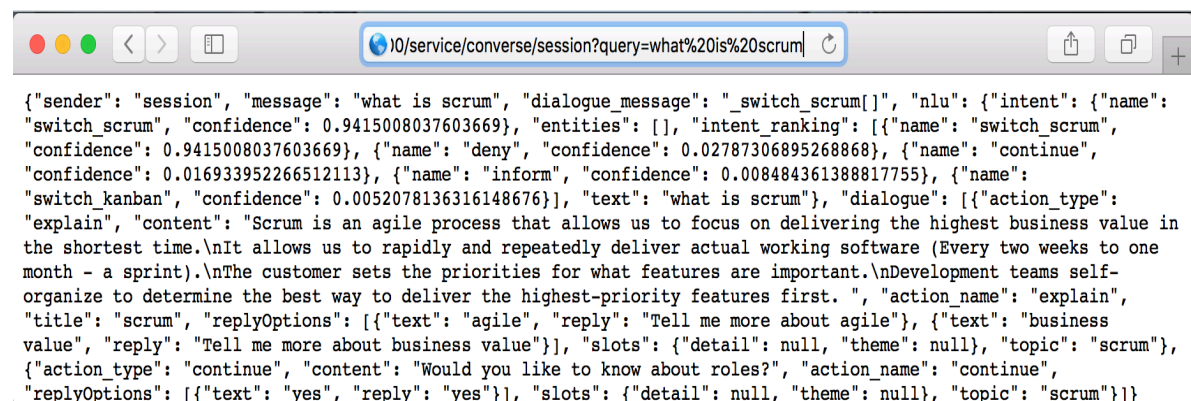 )0/service/converse/session?query=what%20is%20scrum
{"sender": "session", "message": "what is scrum", "dialogue_message": "_switch_scrum[]", "nlu": {"intent": {"name":
"switch_scrum", "confidence": 0.9415008037603669}, "entities": [], "intent_ranking": [{"name": "switch_scrum",
"confidence": 0.9415008037603669}, {"name": "deny", "confidence": 0.02787306895268868}, {"name": "continue",
"confidence": 0.016933952266512113}, {"name": "inform", "confidence": 0.008484361388817755}, {"name":
"switch_kanban", "confidence": 0.0052078136316148676}], "text": "what is scrum"}, "dialogue": [{"action_type":
"explain", "content": "Scrum is an agile process that allows us to focus on delivering the highest business value in
the shortest time.\nIt allows us to rapidly and repeatedly deliver actual working software (Every two weeks to one
month – a sprint).\nThe customer sets the priorities for what features are important.\nDevelopment teams self-
organize to determine the best way to deliver the highest-priority features first. ", "action_name": "explain",
"title": "scrum", "replyOptions": [{"text": "agile", "reply": "Tell me more about agile"}, {"text": "business
value", "reply": "Tell me more about business value"}], "slots": {"detail": null, "theme": null}, "topic": "scrum"},
{"action_type": "continue", "content": "Would you like to know about roles?", "action_name": "continue",
"replyOptions": [{"text": "yes", "reply": "yes"}], "slots": {"detail": null, "theme": null}, "topic": "scrum"}]}